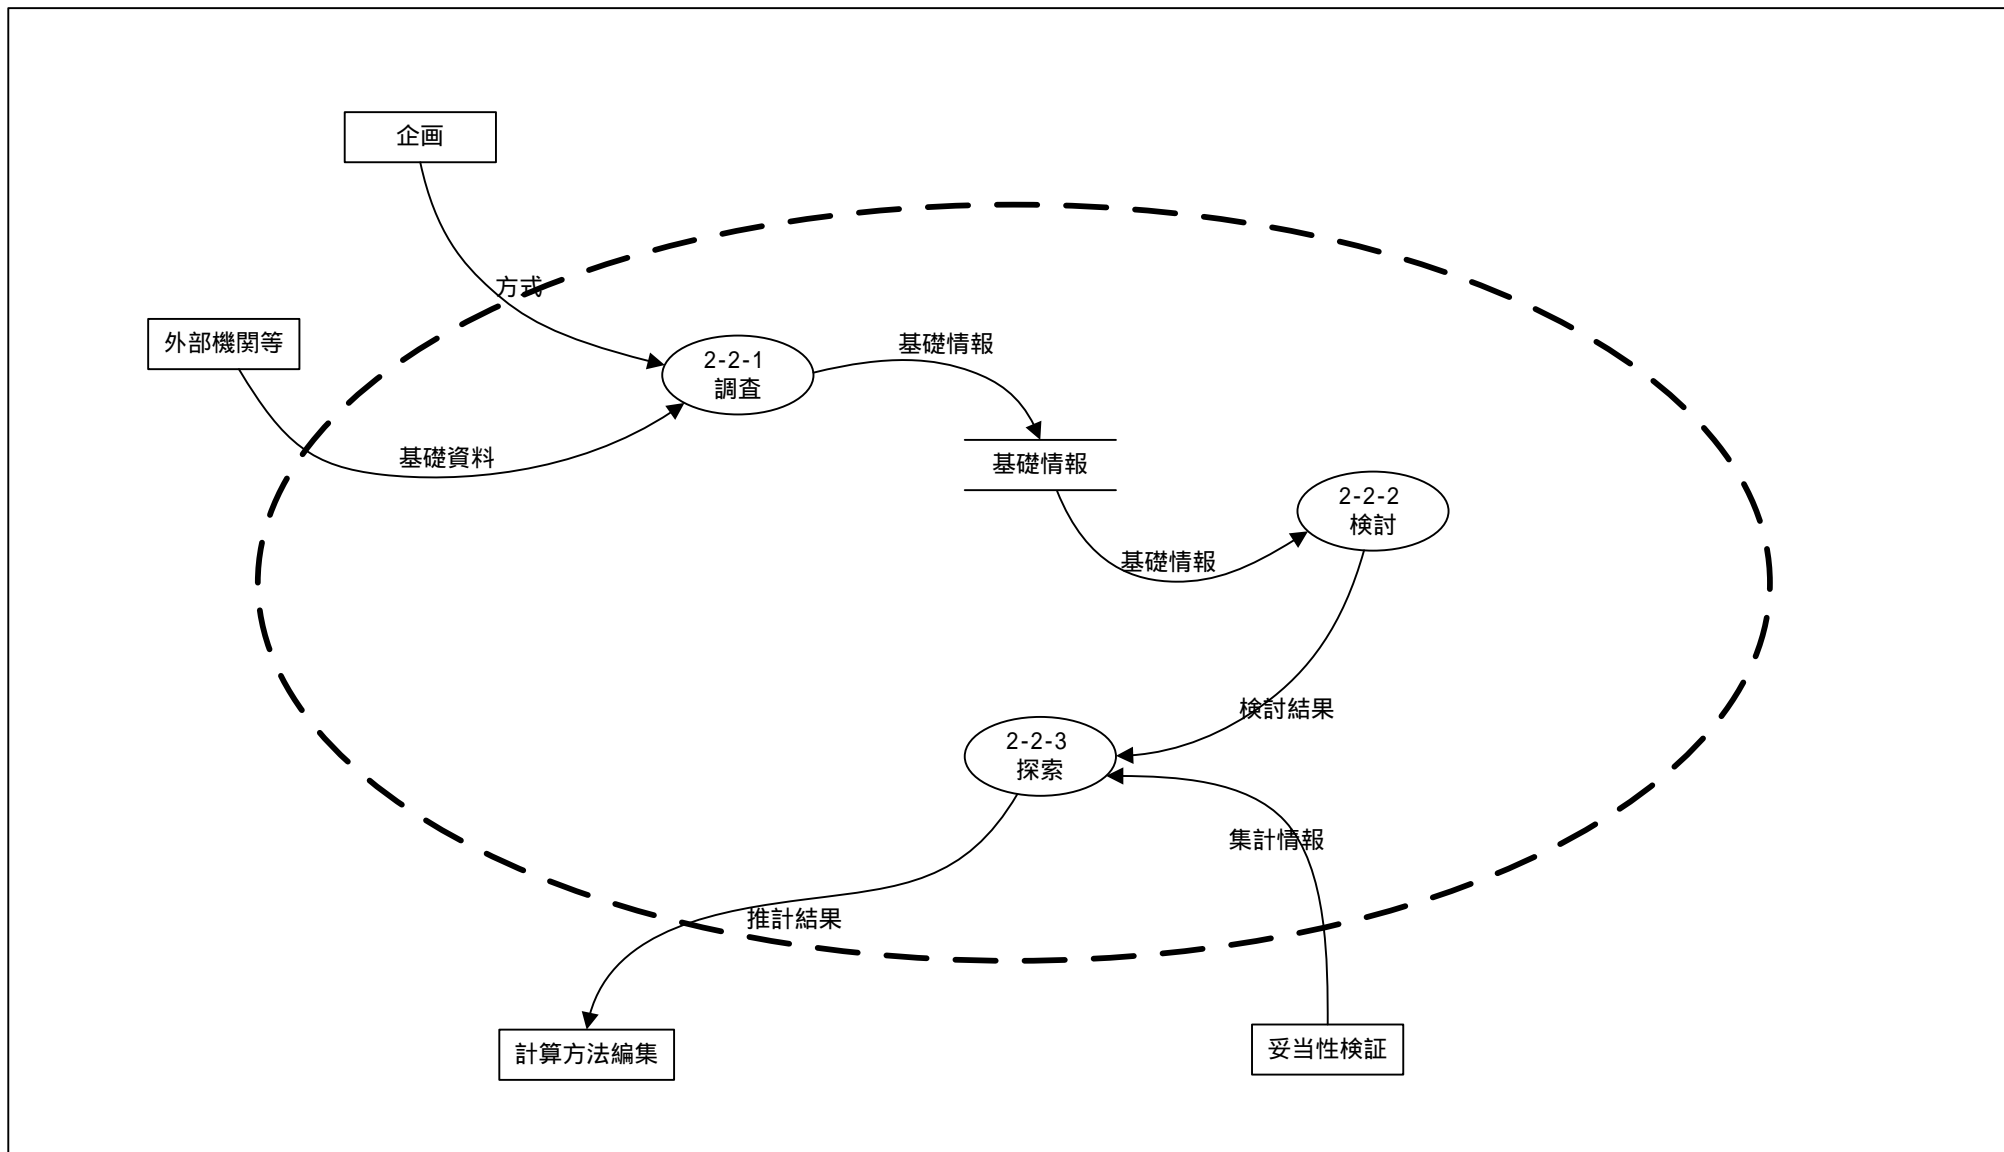 企画
方式
外部機関等
2-2-1
調査
基礎情報
基礎資料
基礎情報
2-2-2
検討
基礎情報
検討結果
2-2-3
探索
集計情報
推計結果
計算方法編集
妥当性検証